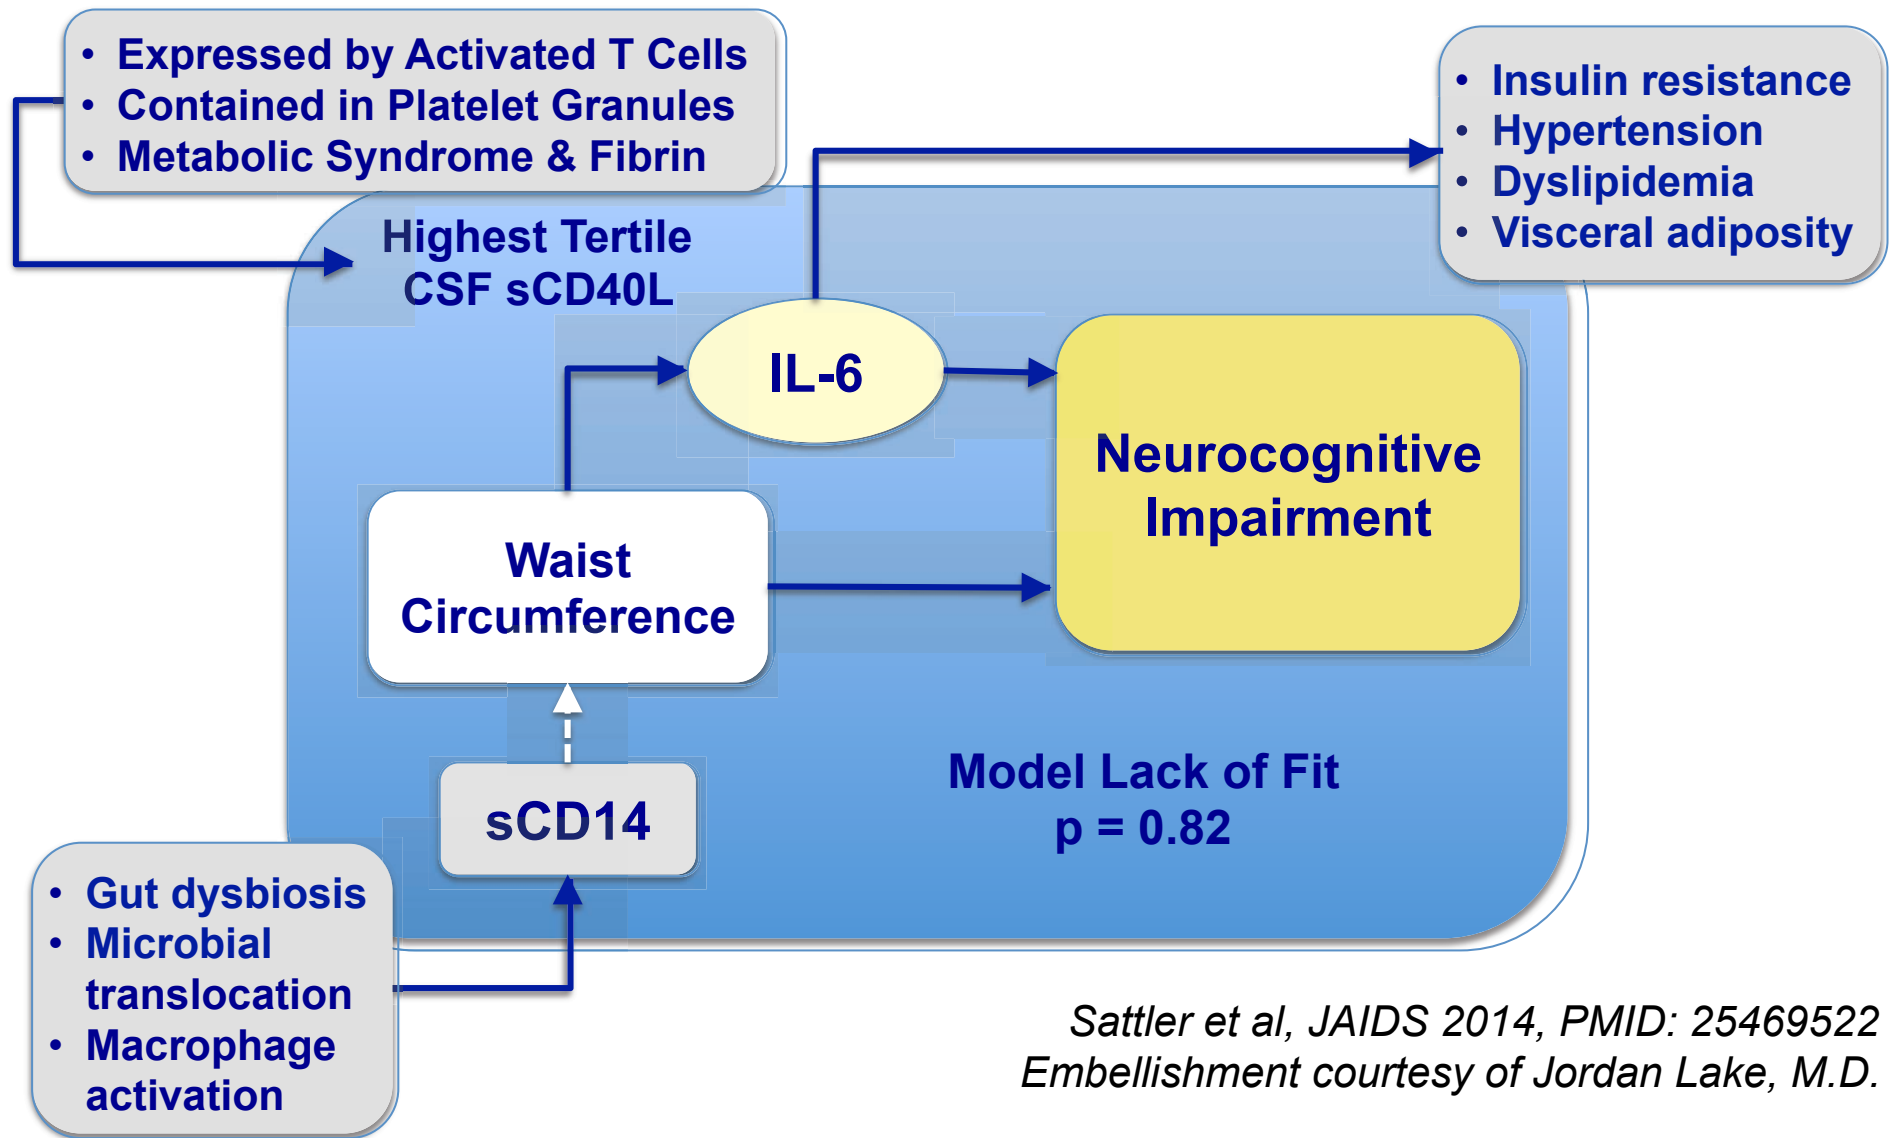 • Expressed by Activated T Cells
• Contained in Platelet Granules
• Metabolic Syndrome & Fibrin
• Insulin resistance
• Hypertension
• Dyslipidemia
• Visceral adiposity
Highest Tertile
CSF sCD40L
IL-6
Neurocognitive
Impairment
Waist
Circumference
Model Lack of Fit
p = 0.82
sCD14
• Gut dysbiosis
• Microbial
translocation
• Macrophage
activation
Sattler et al, JAIDS 2014, PMID: 25469522
Embellishment courtesy of Jordan Lake, M.D.